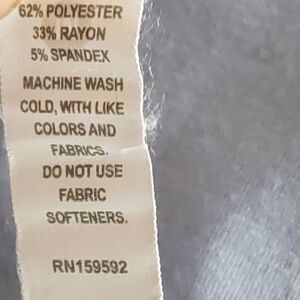 62% POLYESTER
33% RAYON
5% SPANDEX
MACHINE WASH
COLD, WITH LIKE
COLORS AND
FABRICS.
DO NOT USE
FABRIC
SOFTENERS.
RN159592